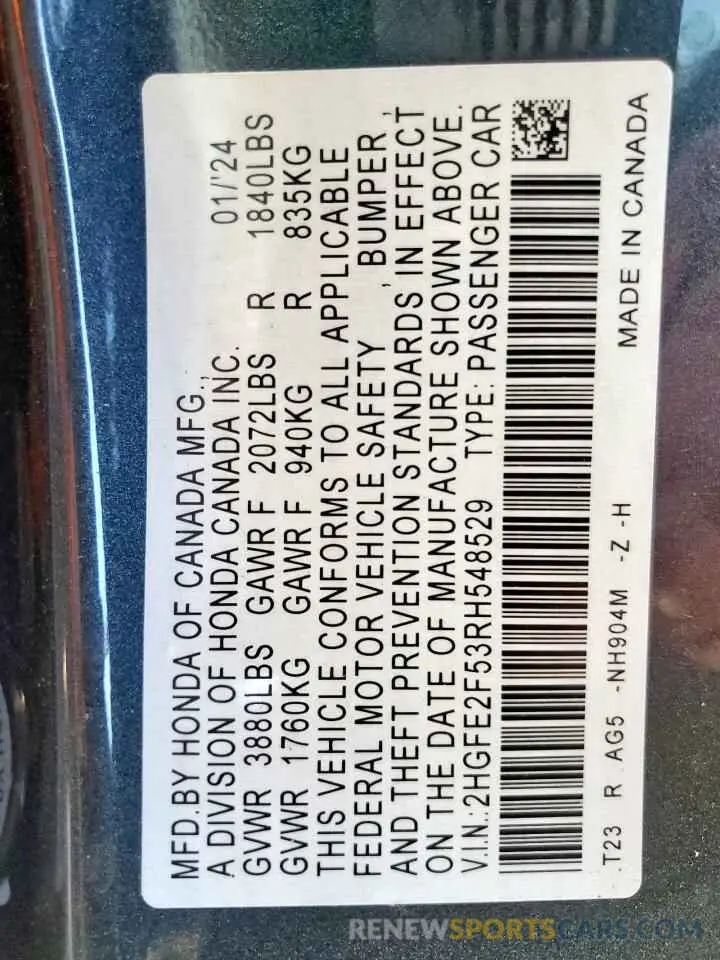 MFD.BY HONDA OF CANADA MFG.,
A DIVISION OF HONDA CANADA INC. 01/'24
GVWR 3880LBS GAWR F 2072LBS R 1840LBS
GVWR 1760KG GAWR F 940KG R 835KG
THIS VEHICLE CONFORMS TO ALL APPLICABLE
FEDERAL MOTOR VEHICLE SAFETY , BUMPER ,
AND THEFT PREVENTION STANDARDS IN EFFECT
ON THE DATE OF MANUFACTURE SHOWN ABOVE.
V.I.N.:2HGFE2F53RH548529 TYPE: PASSENGER CAR
MADE IN CANADA
.T23 R .AG5 -NH904M -Z -H
RENEWSPORTSCARS.COM